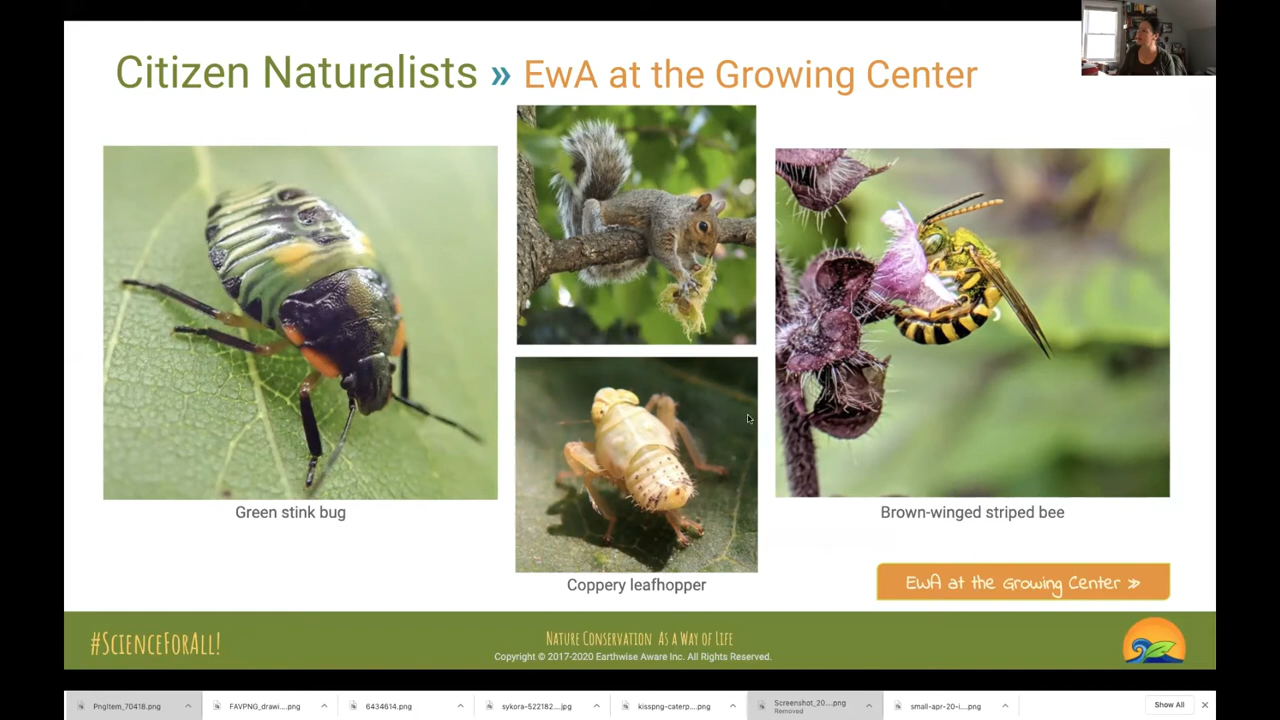 Citizen Naturalists » EwA at the Growing Center
Green stink bug
Coppery leafhopper
Brown-winged striped bee
EwA at the Growing Center »
#ScienceForAll!
Nature Conservation As a Way of Life
Copyright © 2017-2020 Earthwise Aware Inc. All Rights Reserved.
PngItem_70418.png
FAVPNG_drawi....png
6434614.png
sykora-522182...jpg
kisspng-caterp....png
Screenshot_20....png
Removed
small-apr-20-i....png
Show All